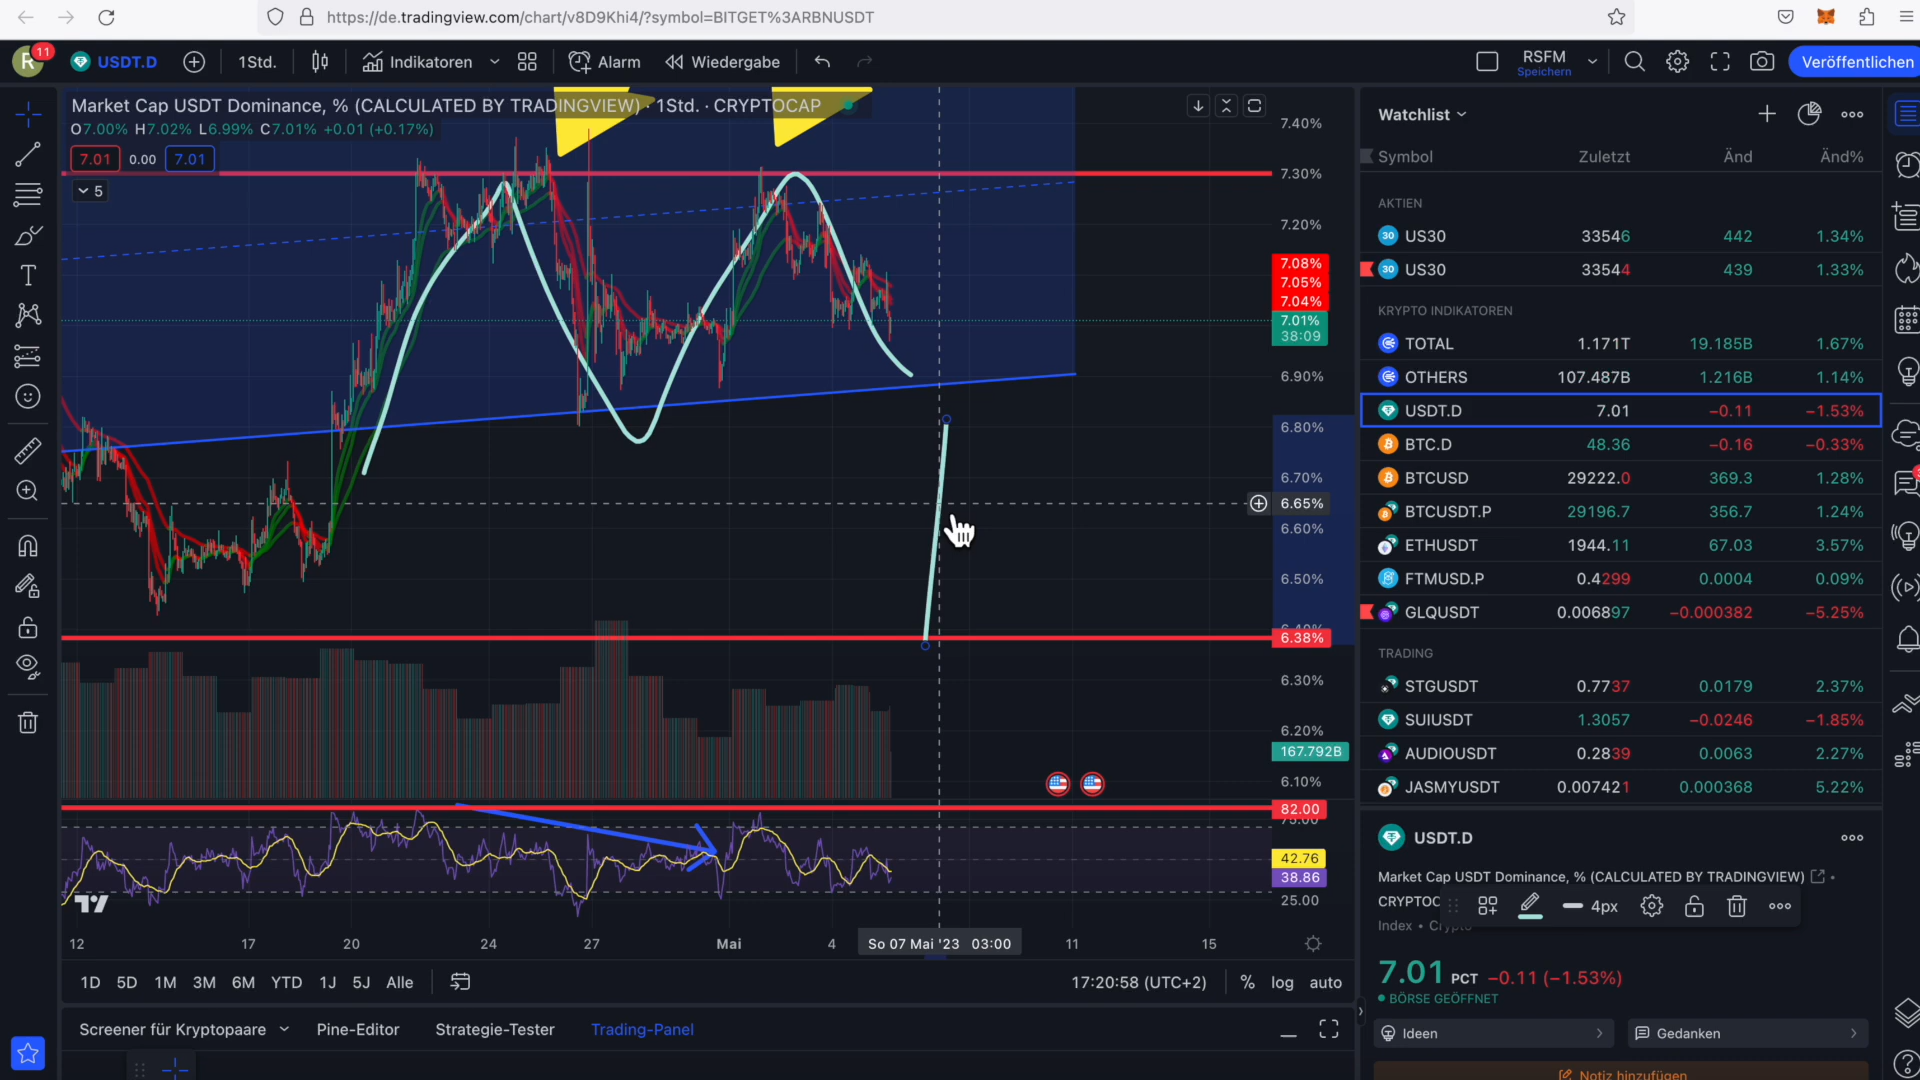 https://de.tradingview.com/chart/v8D9Khi4/?symbol=BITGET%3ARBNUSDT
R
11
USDT.D
1Std.
Indikatoren
Alarm
Wiedergabe
RSFM
Speichern
Veröffentlichen
Market Cap USDT Dominance, % (CALCULATED BY TRADINGVIEW) · 1Std. · CRYPTOCAP
O7.00% H7.02% L6.99% C7.01% +0.01 (+0.17%)
7.01 0.00 7.01
5
7.40%
7.30%
7.20%
7.08%
7.05%
7.04%
7.01%
38:09
6.90%
6.80%
6.70%
6.65%
6.60%
6.50%
6.38%
6.30%
6.20%
167.792B
6.10%
82.00
75.00
42.76
38.86
25.00
12 17 20 24 27 Mai 4 So 07 Mai '23 03:00 11 15
1D 5D 1M 3M 6M YTD 1J 5J Alle
17:20:58 (UTC+2) % log auto
Screener für Kryptopaare Pine-Editor Strategie-Tester Trading-Panel
Watchlist
Symbol Zuletzt Änd Änd%
AKTIEN
30 US30 33546 442 1.34%
30 US30 33544 439 1.33%
KRYPTO INDIKATOREN
TOTAL 1.171T 19.185B 1.67%
OTHERS 107.487B 1.216B 1.14%
USDT.D 7.01 −0.11 −1.53%
BTC.D 48.36 −0.16 −0.33%
BTCUSD 29222.0 369.3 1.28%
BTCUSDT.P 29196.7 356.7 1.24%
ETHUSDT 1944.11 67.03 3.57%
FTMUSD.P 0.4299 0.0004 0.09%
GLQUSDT 0.006897 −0.000382 −5.25%
TRADING
STGUSDT 0.7737 0.0179 2.37%
SUIUSDT 1.3057 −0.0246 −1.85%
AUDIOUSDT 0.2839 0.0063 2.27%
JASMYUSDT 0.007421 0.000368 5.22%
USDT.D
Market Cap USDT Dominance, % (CALCULATED BY TRADINGVIEW)
CRYPTOC
4px
Index • Crypto
7.01 PCT −0.11 (−1.53%)
BÖRSE GEÖFFNET
Ideen
Gedanken
Notiz hinzufügen